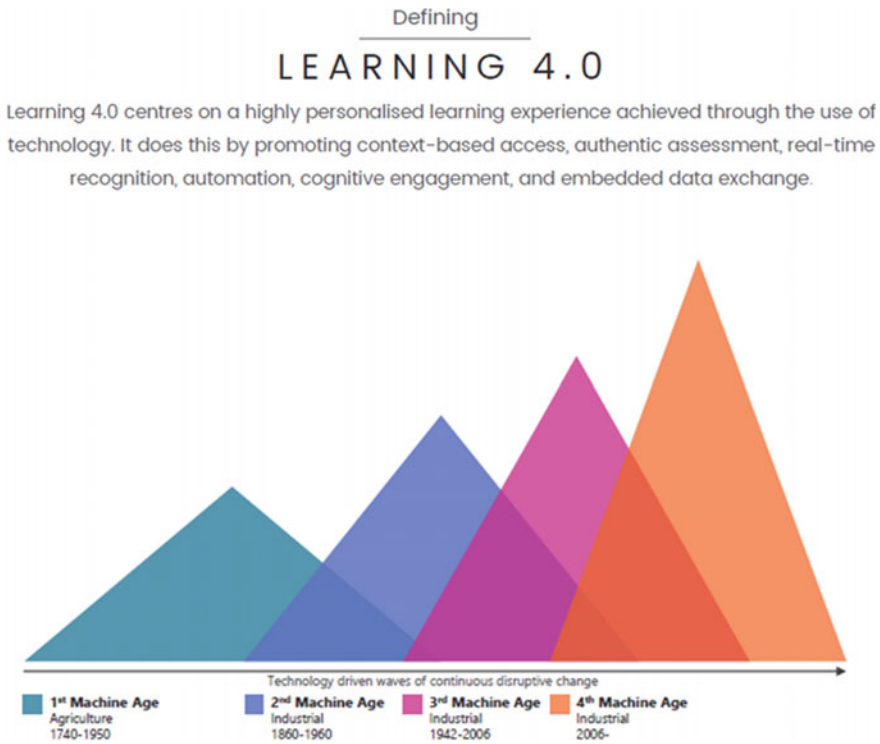 Defining
LEARNING 4.0
Learning 4.0 centres on a highly personalised learning experience achieved through the use of
technology. It does this by promoting context-based access, authentic assessment, real-time
recognition, automation, cognitive engagement, and embedded data exchange.
Technology driven waves of continuous disruptive change
1st Machine Age
Agriculture
1740-1950
2nd Machine Age
Industrial
1860-1960
3rd Machine Age
Industrial
1942-2006
4th Machine Age
Industrial
2006-